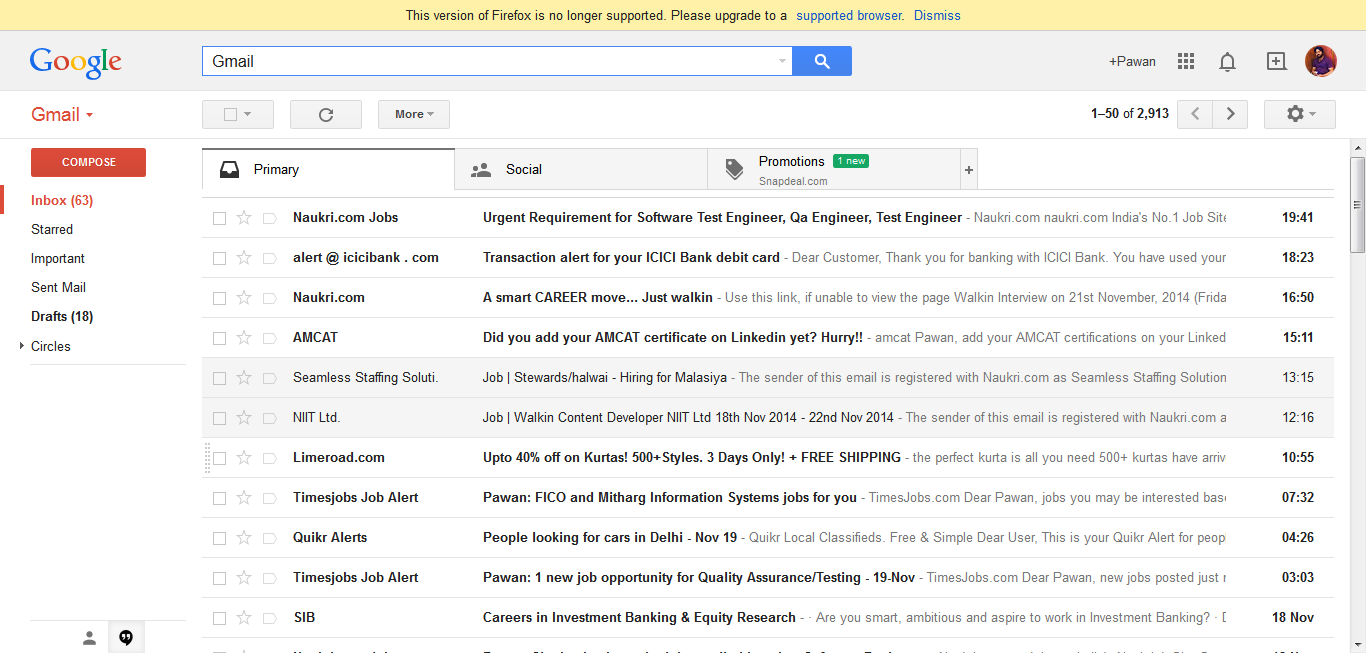 This version of Firefox is no longer supported. Please upgrade to a supported browser. Dismiss
Google
Gmail
+Pawan
Gmail
More
1–50 of 2,913
COMPOSE
Inbox (63)
Starred
Important
Sent Mail
Drafts (18)
Circles
Primary
Social
Promotions 1 new
Snapdeal.com
+
Naukri.com Jobs Urgent Requirement for Software Test Engineer, Qa Engineer, Test Engineer - Naukri.com naukri.com India's No.1 Job Site 19:41
alert @ icicibank . com Transaction alert for your ICICI Bank debit card - Dear Customer, Thank you for banking with ICICI Bank. You have used your 18:23
Naukri.com A smart CAREER move... Just walkin - Use this link, if unable to view the page Walkin Interview on 21st November, 2014 (Frida 16:50
AMCAT Did you add your AMCAT certificate on Linkedin yet? Hurry!! - amcat Pawan, add your AMCAT certifications on your Linked 15:11
Seamless Staffing Soluti. Job | Stewards/halwai - Hiring for Malasiya - The sender of this email is registered with Naukri.com as Seamless Staffing Solution 13:15
NIIT Ltd. Job | Walkin Content Developer NIIT Ltd 18th Nov 2014 - 22nd Nov 2014 - The sender of this email is registered with Naukri.com a 12:16
Limeroad.com Upto 40% off on Kurtas! 500+Styles. 3 Days Only! + FREE SHIPPING - the perfect kurta is all you need 500+ kurtas have arriv 10:55
Timesjobs Job Alert Pawan: FICO and Mitharg Information Systems jobs for you - TimesJobs.com Dear Pawan, jobs you may be interested base 07:32
Quikr Alerts People looking for cars in Delhi - Nov 19 - Quikr Local Classifieds. Free & Simple Dear User, This is your Quikr Alert for peop 04:26
Timesjobs Job Alert Pawan: 1 new job opportunity for Quality Assurance/Testing - 19-Nov - TimesJobs.com Dear Pawan, new jobs posted just 03:03
SIB Careers in Investment Banking & Equity Research - · Are you smart, ambitious and aspire to work in Investment Banking? · 18 Nov